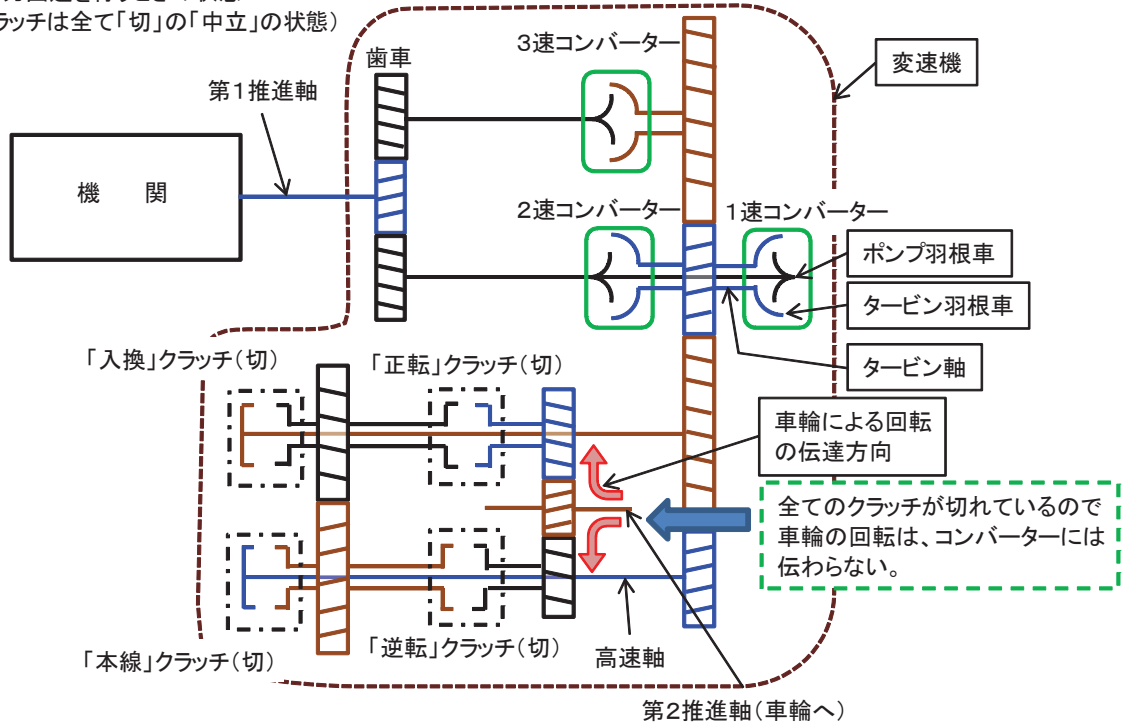 ラッチは全て「切」の「中立」の状態）
3速コンバーター
歯車
変速機
第1推進軸
機　関
2速コンバーター
1速コンバーター
ポンプ羽根車
タービン羽根車
タービン軸
「入換」クラッチ（切）
「正転」クラッチ（切）
車輪による回転
の伝達方向
全てのクラッチが切れているので
車輪の回転は、コンバーターには
伝わらない。
「本線」クラッチ（切）
「逆転」クラッチ（切）
高速軸
第2推進軸（車輪へ）